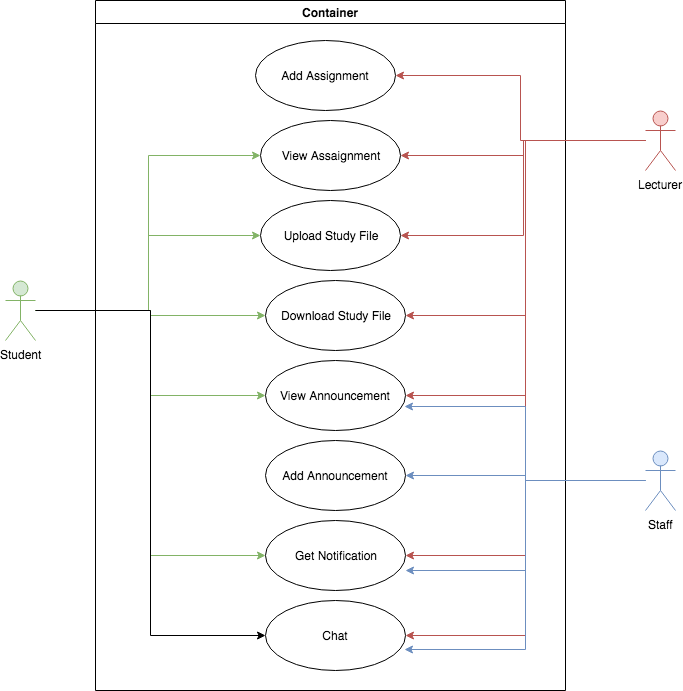 Container
Add Assignment
View Assaignment
Lecturer
Upload Study File
Download Study File
Student
View Announcement
Add Announcement
Staff
Get Notification
Chat